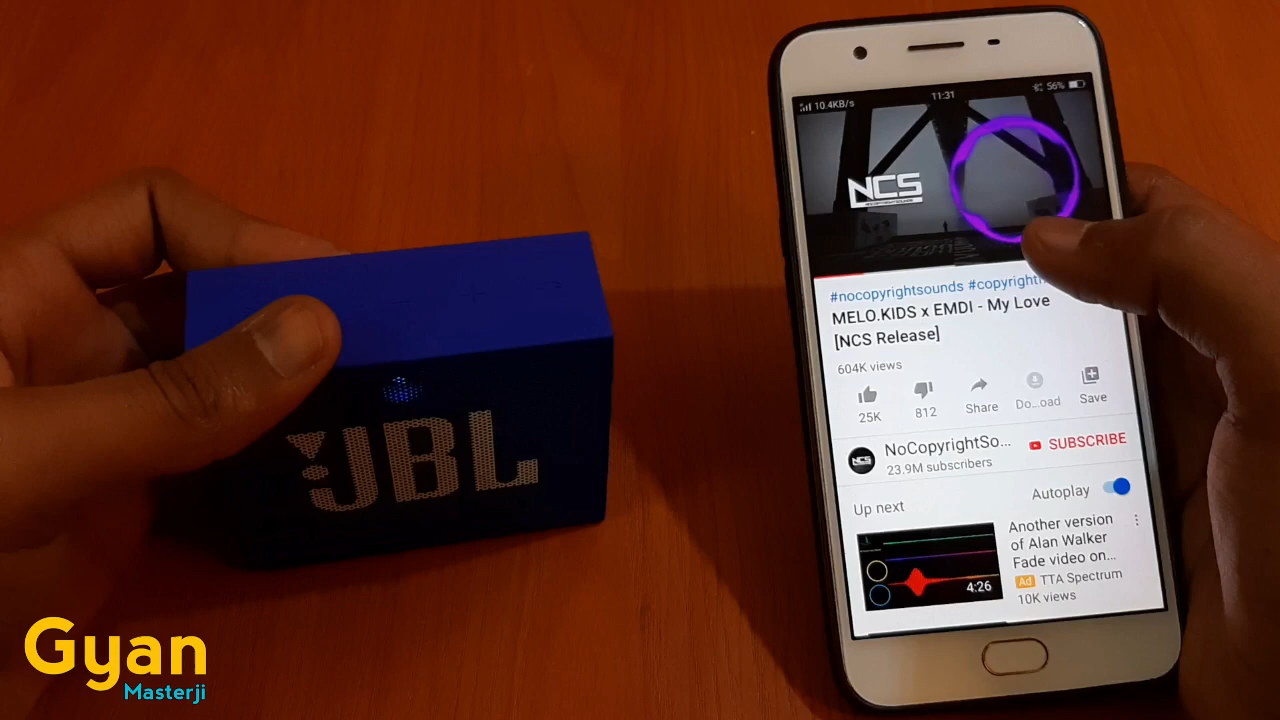 JBL
10.4KB/s
11:31
56%
NCS
NOCOPYRIGHTSOUNDS
#nocopyrightsounds
MELO.KIDS x EMDI - My Love
[NCS Release]
604K views
25K
812
Share
Do...oad
Save
NCS
NoCopyrightSo...
23.9M subscribers
SUBSCRIBE
Autoplay
Up next
Another version
of Alan Walker
Fade video on...
Ad TTA Spectrum
10K views
4:26
Gyan
Masterji